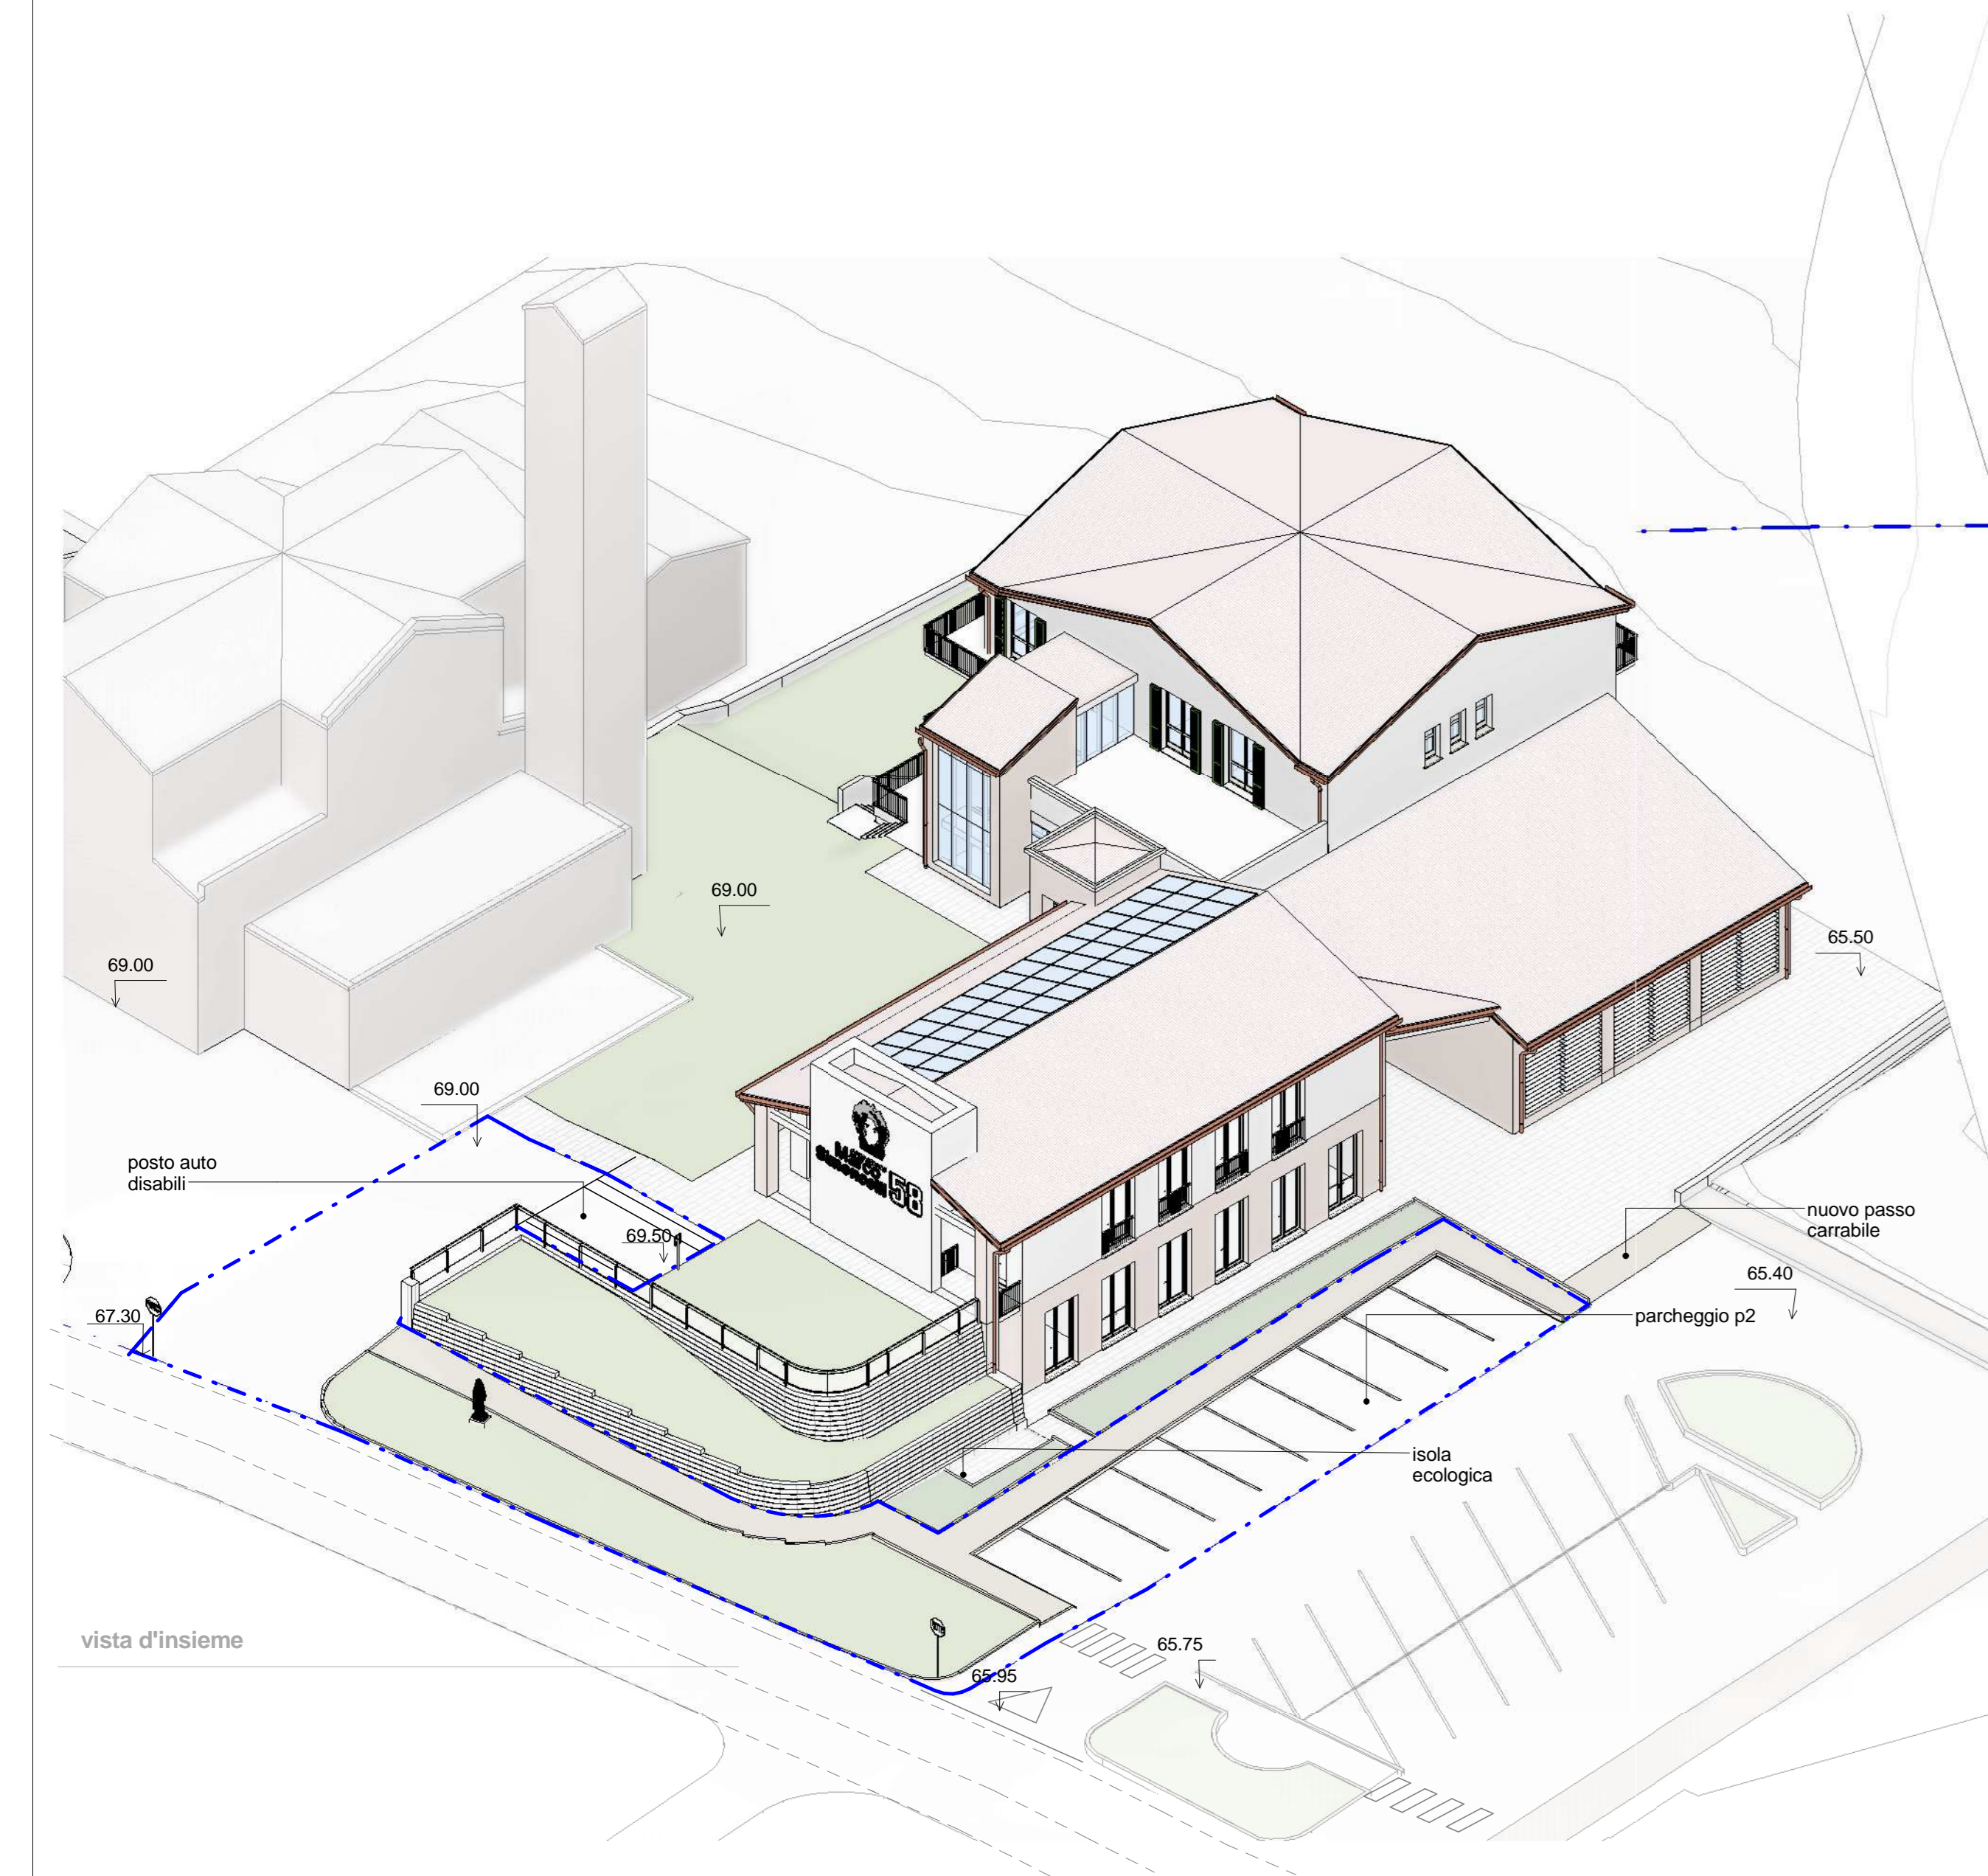 69.00
65.50
69.00
69.00
posto auto
disabili
58
nuovo passo
carrabile
69.50
65.40
67.30
parcheggio p2
isola
ecologica
vista d'insieme
65.75
65.95